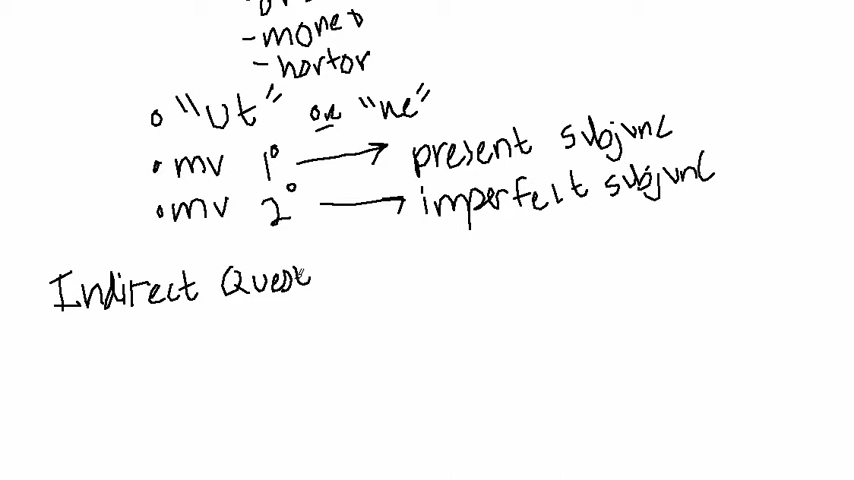 -moneo
-hortor
• "Ut" or "ne"
• mv 1° → present subjunc
• mv 2° → imperfect subjunc
Indirect Quest